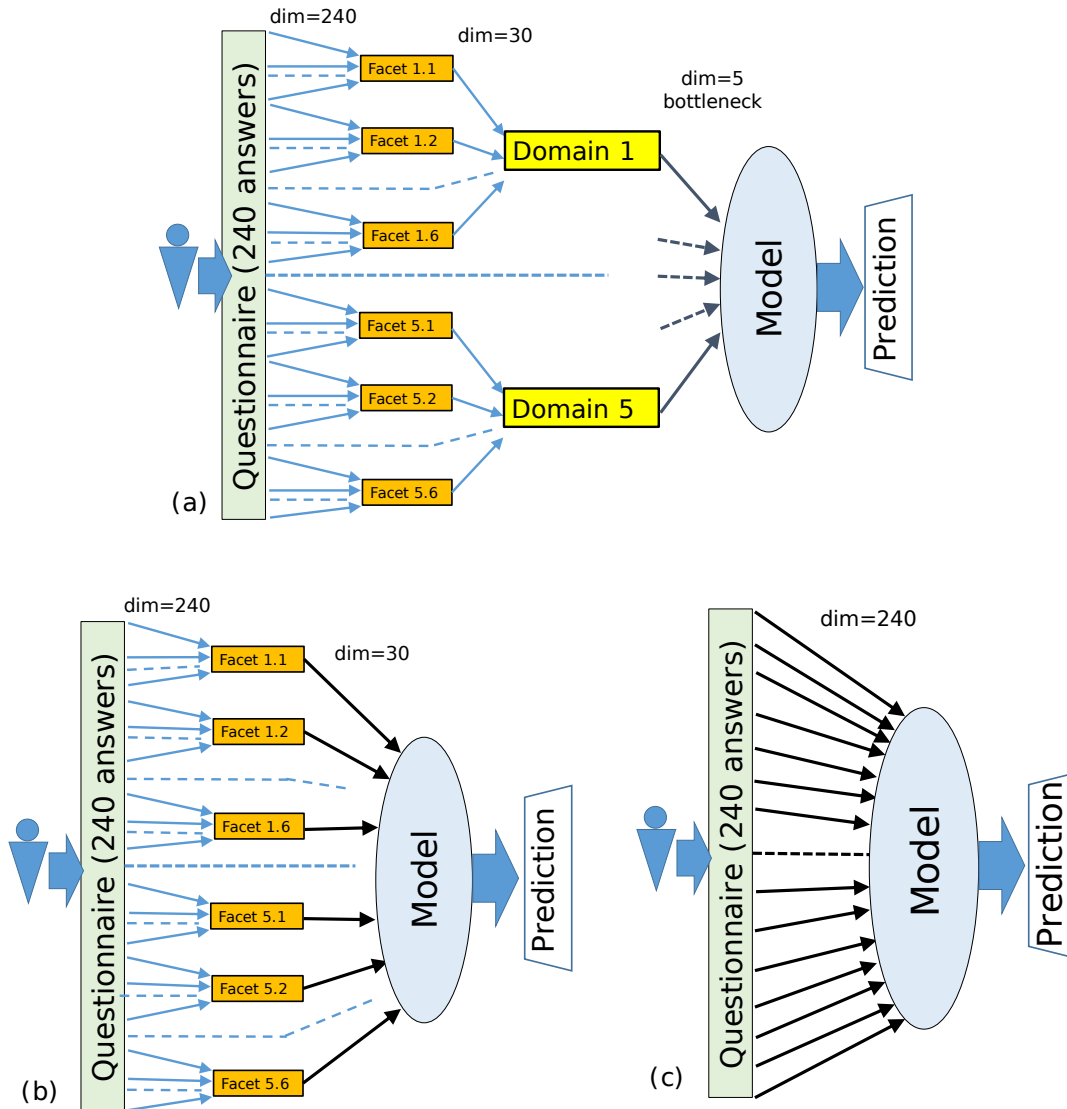 dim=240
dim=30
Facet 1.1
dim=5
bottleneck
Facet 1.2
Domain 1
Facet 1.6
Questionnaire (240 answers)
Model
Prediction
Facet 5.1
Facet 5.2
Domain 5
Facet 5.6
(a)
dim=240
Facet 1.1
dim=30
Facet 1.2
Facet 1.6
Questionnaire (240 answers)
Model
Prediction
Facet 5.1
Facet 5.2
Facet 5.6
(b)
dim=240
Questionnaire (240 answers)
Model
Prediction
(c)